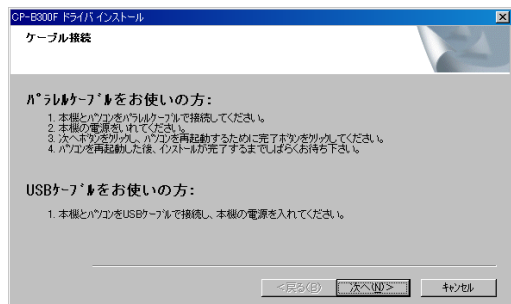 CP-B300F ドライバ インストール
ケーブル接続
パラレルケーブルをお使いの方:
1. 本機とパソコンをパラレルケーブルで接続してください。
2. 本機の電源をいれてください。
3. 次へボタンをクリックし、パソコンを再起動するために完了ボタンをクリックしてください。
4. パソコンを再起動した後、インストールが完了するまでしばらくお待ち下さい。
USBケーブルをお使いの方:
1. 本機とパソコンをUSBケーブルで接続し、本機の電源を入れてください。
<戻る(B) 次へ(N)> キャンセル